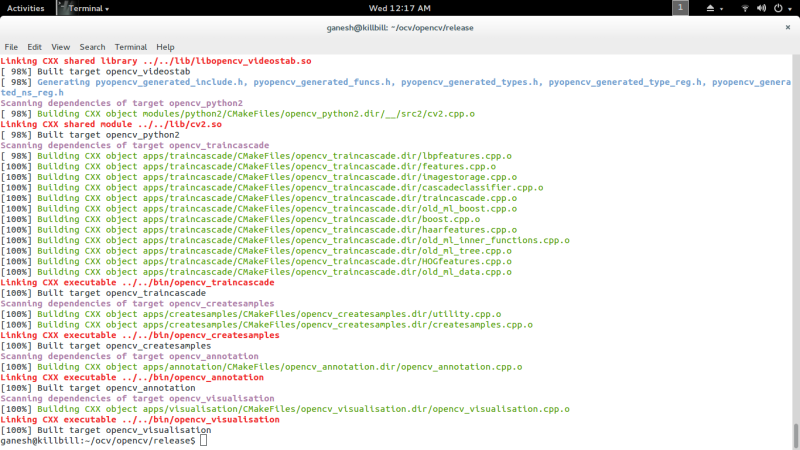 Activities Terminal Wed 12:17 AM 1
ganesh@killbill: ~/ocv/opencv/release
File Edit View Search Terminal Help
Linking CXX shared library ../../lib/libopencv_videostab.so
[ 98%] Built target opencv_videostab
[ 98%] Generating pyopencv_generated_include.h, pyopencv_generated_funcs.h, pyopencv_generated_types.h, pyopencv_generated_type_reg.h, pyopencv_genera
ted_ns_reg.h
Scanning dependencies of target opencv_python2
[ 98%] Building CXX object modules/python2/CMakeFiles/opencv_python2.dir/__/src2/cv2.cpp.o
Linking CXX shared module ../../lib/cv2.so
[ 98%] Built target opencv_python2
Scanning dependencies of target opencv_traincascade
[ 98%] Building CXX object apps/traincascade/CMakeFiles/opencv_traincascade.dir/lbpfeatures.cpp.o
[100%] Building CXX object apps/traincascade/CMakeFiles/opencv_traincascade.dir/features.cpp.o
[100%] Building CXX object apps/traincascade/CMakeFiles/opencv_traincascade.dir/imagestorage.cpp.o
[100%] Building CXX object apps/traincascade/CMakeFiles/opencv_traincascade.dir/cascadeclassifier.cpp.o
[100%] Building CXX object apps/traincascade/CMakeFiles/opencv_traincascade.dir/traincascade.cpp.o
[100%] Building CXX object apps/traincascade/CMakeFiles/opencv_traincascade.dir/old_ml_boost.cpp.o
[100%] Building CXX object apps/traincascade/CMakeFiles/opencv_traincascade.dir/boost.cpp.o
[100%] Building CXX object apps/traincascade/CMakeFiles/opencv_traincascade.dir/haarfeatures.cpp.o
[100%] Building CXX object apps/traincascade/CMakeFiles/opencv_traincascade.dir/old_ml_inner_functions.cpp.o
[100%] Building CXX object apps/traincascade/CMakeFiles/opencv_traincascade.dir/old_ml_tree.cpp.o
[100%] Building CXX object apps/traincascade/CMakeFiles/opencv_traincascade.dir/HOGfeatures.cpp.o
[100%] Building CXX object apps/traincascade/CMakeFiles/opencv_traincascade.dir/old_ml_data.cpp.o
Linking CXX executable ../../bin/opencv_traincascade
[100%] Built target opencv_traincascade
Scanning dependencies of target opencv_createsamples
[100%] Building CXX object apps/createsamples/CMakeFiles/opencv_createsamples.dir/utility.cpp.o
[100%] Building CXX object apps/createsamples/CMakeFiles/opencv_createsamples.dir/createsamples.cpp.o
Linking CXX executable ../../bin/opencv_createsamples
[100%] Built target opencv_createsamples
Scanning dependencies of target opencv_annotation
[100%] Building CXX object apps/annotation/CMakeFiles/opencv_annotation.dir/opencv_annotation.cpp.o
Linking CXX executable ../../bin/opencv_annotation
[100%] Built target opencv_annotation
Scanning dependencies of target opencv_visualisation
[100%] Building CXX object apps/visualisation/CMakeFiles/opencv_visualisation.dir/opencv_visualisation.cpp.o
Linking CXX executable ../../bin/opencv_visualisation
[100%] Built target opencv_visualisation
ganesh@killbill:~/ocv/opencv/release$